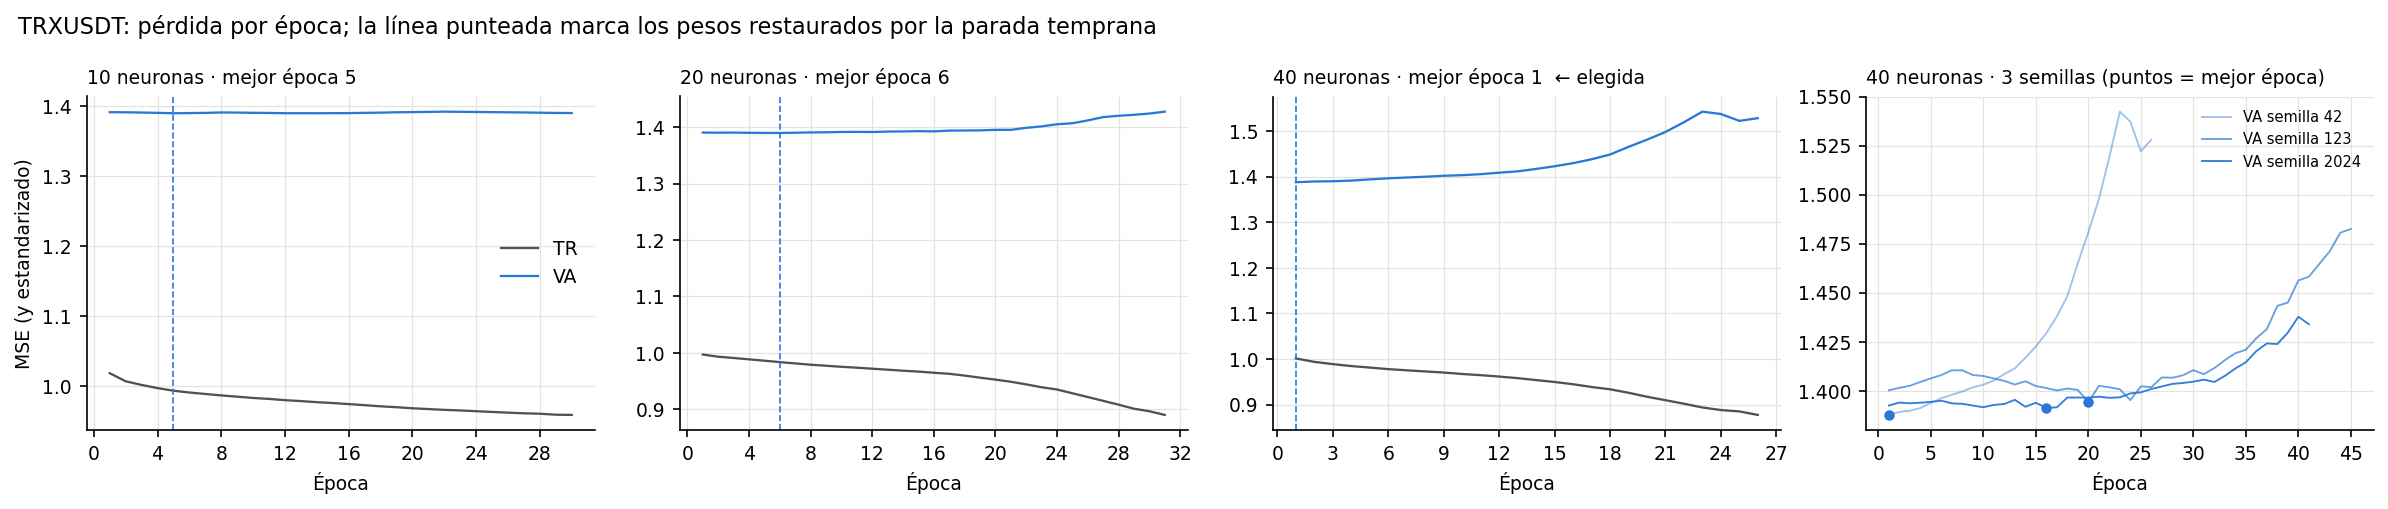 TRXUSDT: pérdida por época; la línea punteada marca los pesos restaurados por la parada temprana
10 neuronas · mejor época 5
MSE (y estandarizado)
1.4
1.3
1.2
1.1
1.0
TR
VA
0 4 8 12 16 20 24 28
Época
20 neuronas · mejor época 6
1.4
1.3
1.2
1.1
1.0
0.9
0 4 8 12 16 20 24 28 32
Época
40 neuronas · mejor época 1 ← elegida
1.5
1.4
1.3
1.2
1.1
1.0
0.9
0 3 6 9 12 15 18 21 24 27
Época
40 neuronas · 3 semillas (puntos = mejor época)
1.550
1.525
1.500
1.475
1.450
1.425
1.400
VA semilla 42
VA semilla 123
VA semilla 2024
0 5 10 15 20 25 30 35 40 45
Época